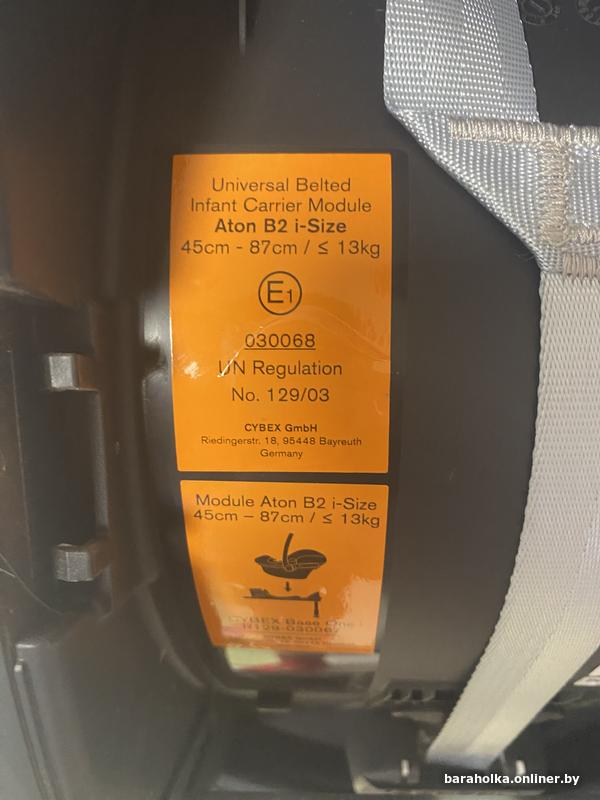 Universal Belted
Infant Carrier Module
Aton B2 i-Size
45cm - 87cm / ≤ 13kg
E1
030068
UN Regulation
No. 129/03
CYBEX GmbH
Riedingerstr. 18, 95448 Bayreuth
Germany
Module Aton B2 i-Size
45cm – 87cm / ≤ 13kg
CYBEX Base One
R129-030067
CYBEX GmbH
baraholka.onliner.by